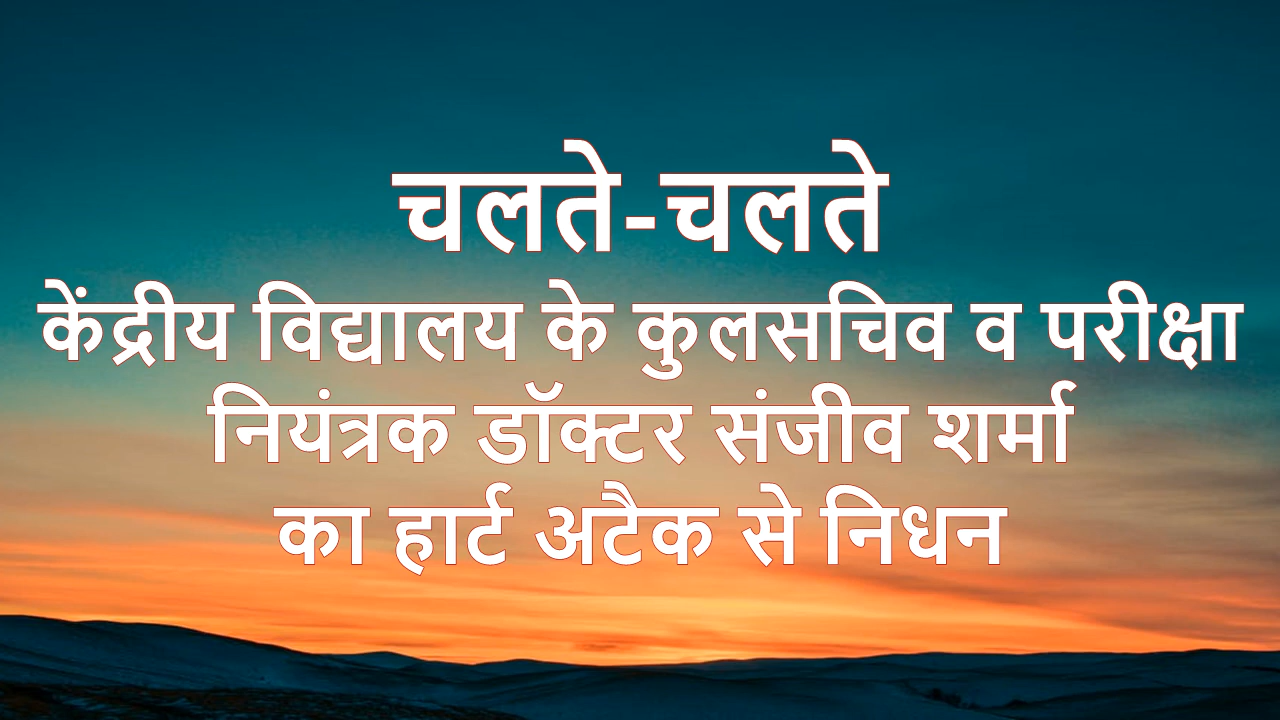 चलते-चलते
केंद्रीय विद्यालय के कुलसचिव व परीक्षा
नियंत्रक डॉक्टर संजीव शर्मा
का हार्ट अटैक से निधन